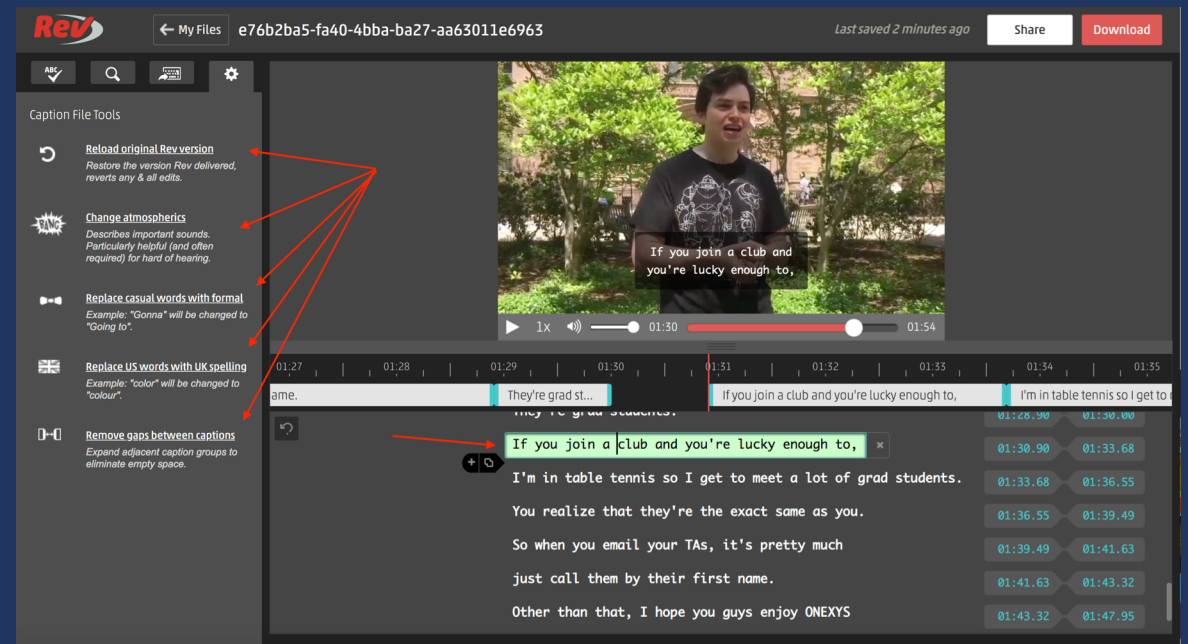 Rev
← My Files
e76b2ba5-fa40-4bba-ba27-aa63011e6963
Last saved 2 minutes ago
Share
Download
ABC
Caption File Tools
Reload original Rev version
Restore the version Rev delivered,
reverts any & all edits.
BANG
Change atmospherics
Describes important sounds.
Particularly helpful (and often
required) for hard of hearing.
Replace casual words with formal
Example: "Gonna" will be changed to
"Going to".
Replace US words with UK spelling
Example: "color" will be changed to
"colour".
Remove gaps between captions
Expand adjacent caption groups to
eliminate empty space.
If you join a club and
you're lucky enough to,
1x
01:30
01:54
01:27 01:28 01:29 01:30 01:31 01:32 01:33 01:34 01:35
ame.
They're grad st...
If you join a club and you're lucky enough to,
I'm in table tennis so I get to
They're grad students. 01:28.90 01:30.00
If you join a club and you're lucky enough to, × 01:30.90 01:33.68
I'm in table tennis so I get to meet a lot of grad students. 01:33.68 01:36.55
You realize that they're the exact same as you. 01:36.55 01:39.49
So when you email your TAs, it's pretty much 01:39.49 01:41.63
just call them by their first name. 01:41.63 01:43.32
Other than that, I hope you guys enjoy ONEXYS 01:43.32 01:47.95